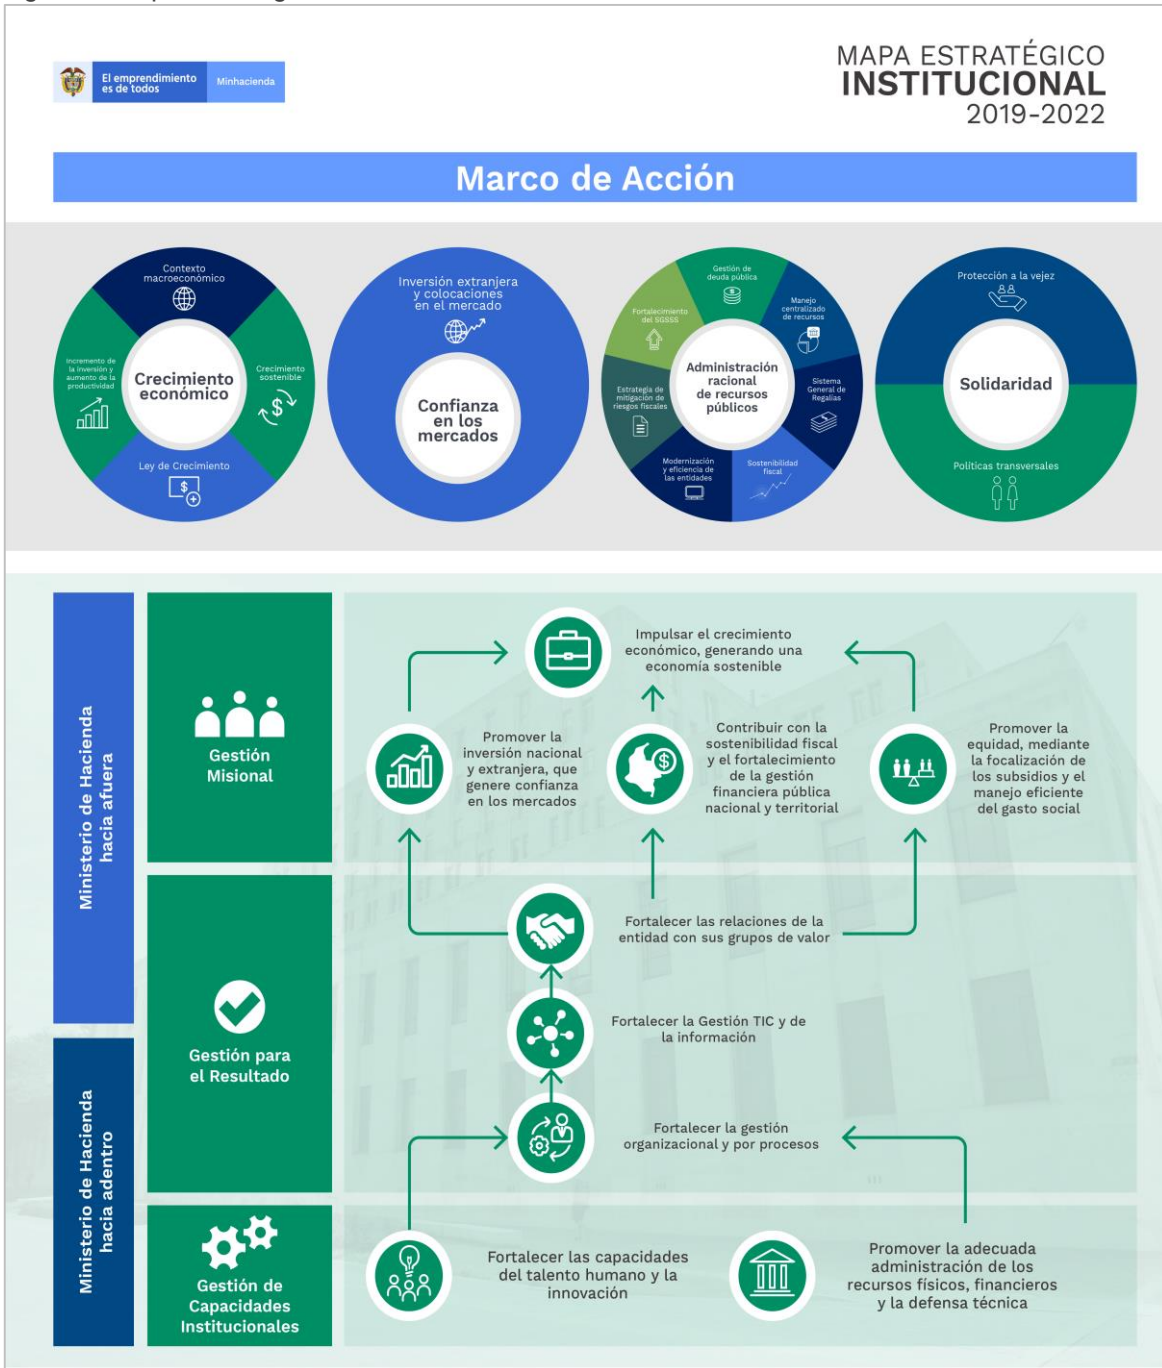 El emprendimiento
es de todos
Minhacienda
MAPA ESTRATÉGICO
INSTITUCIONAL
2019-2022
Marco de Acción
Contexto
macroeconómico
Incremento de
la inversión y
aumento de la
productividad
Crecimiento
económico
Crecimiento
sostenible
Ley de Crecimiento
Inversión extranjera
y colocaciones
en el mercado
Confianza
en los
mercados
Gestión de
deuda pública
Fortalecimiento
del SGSSS
Manejo
centralizado
de recursos
Estrategia de
mitigación de
riesgos fiscales
Administración
racional
de recursos
públicos
Sistema
General de
Regalías
Modernización
y eficiencia de
las entidades
Sostenibilidad
fiscal
Protección a la vejez
Solidaridad
Políticas transversales
Ministerio de Hacienda
hacia afuera
Gestión
Misional
Impulsar el crecimiento
económico, generando una
economía sostenible
Promover la
inversión nacional
y extranjera, que
genere confianza
en los mercados
Contribuir con la
sostenibilidad fiscal
y el fortalecimiento
de la gestión
financiera pública
nacional y territorial
Promover la
equidad, mediante
la focalización de
los subsidios y el
manejo eficiente
del gasto social
Gestión para
el Resultado
Fortalecer las relaciones de la
entidad con sus grupos de valor
Fortalecer la Gestión TIC y de
la información
Fortalecer la gestión
organizacional y por procesos
Ministerio de Hacienda
hacia adentro
Gestión de
Capacidades
Institucionales
Fortalecer las capacidades
del talento humano y la
innovación
Promover la adecuada
administración de los
recursos físicos, financieros
y la defensa técnica